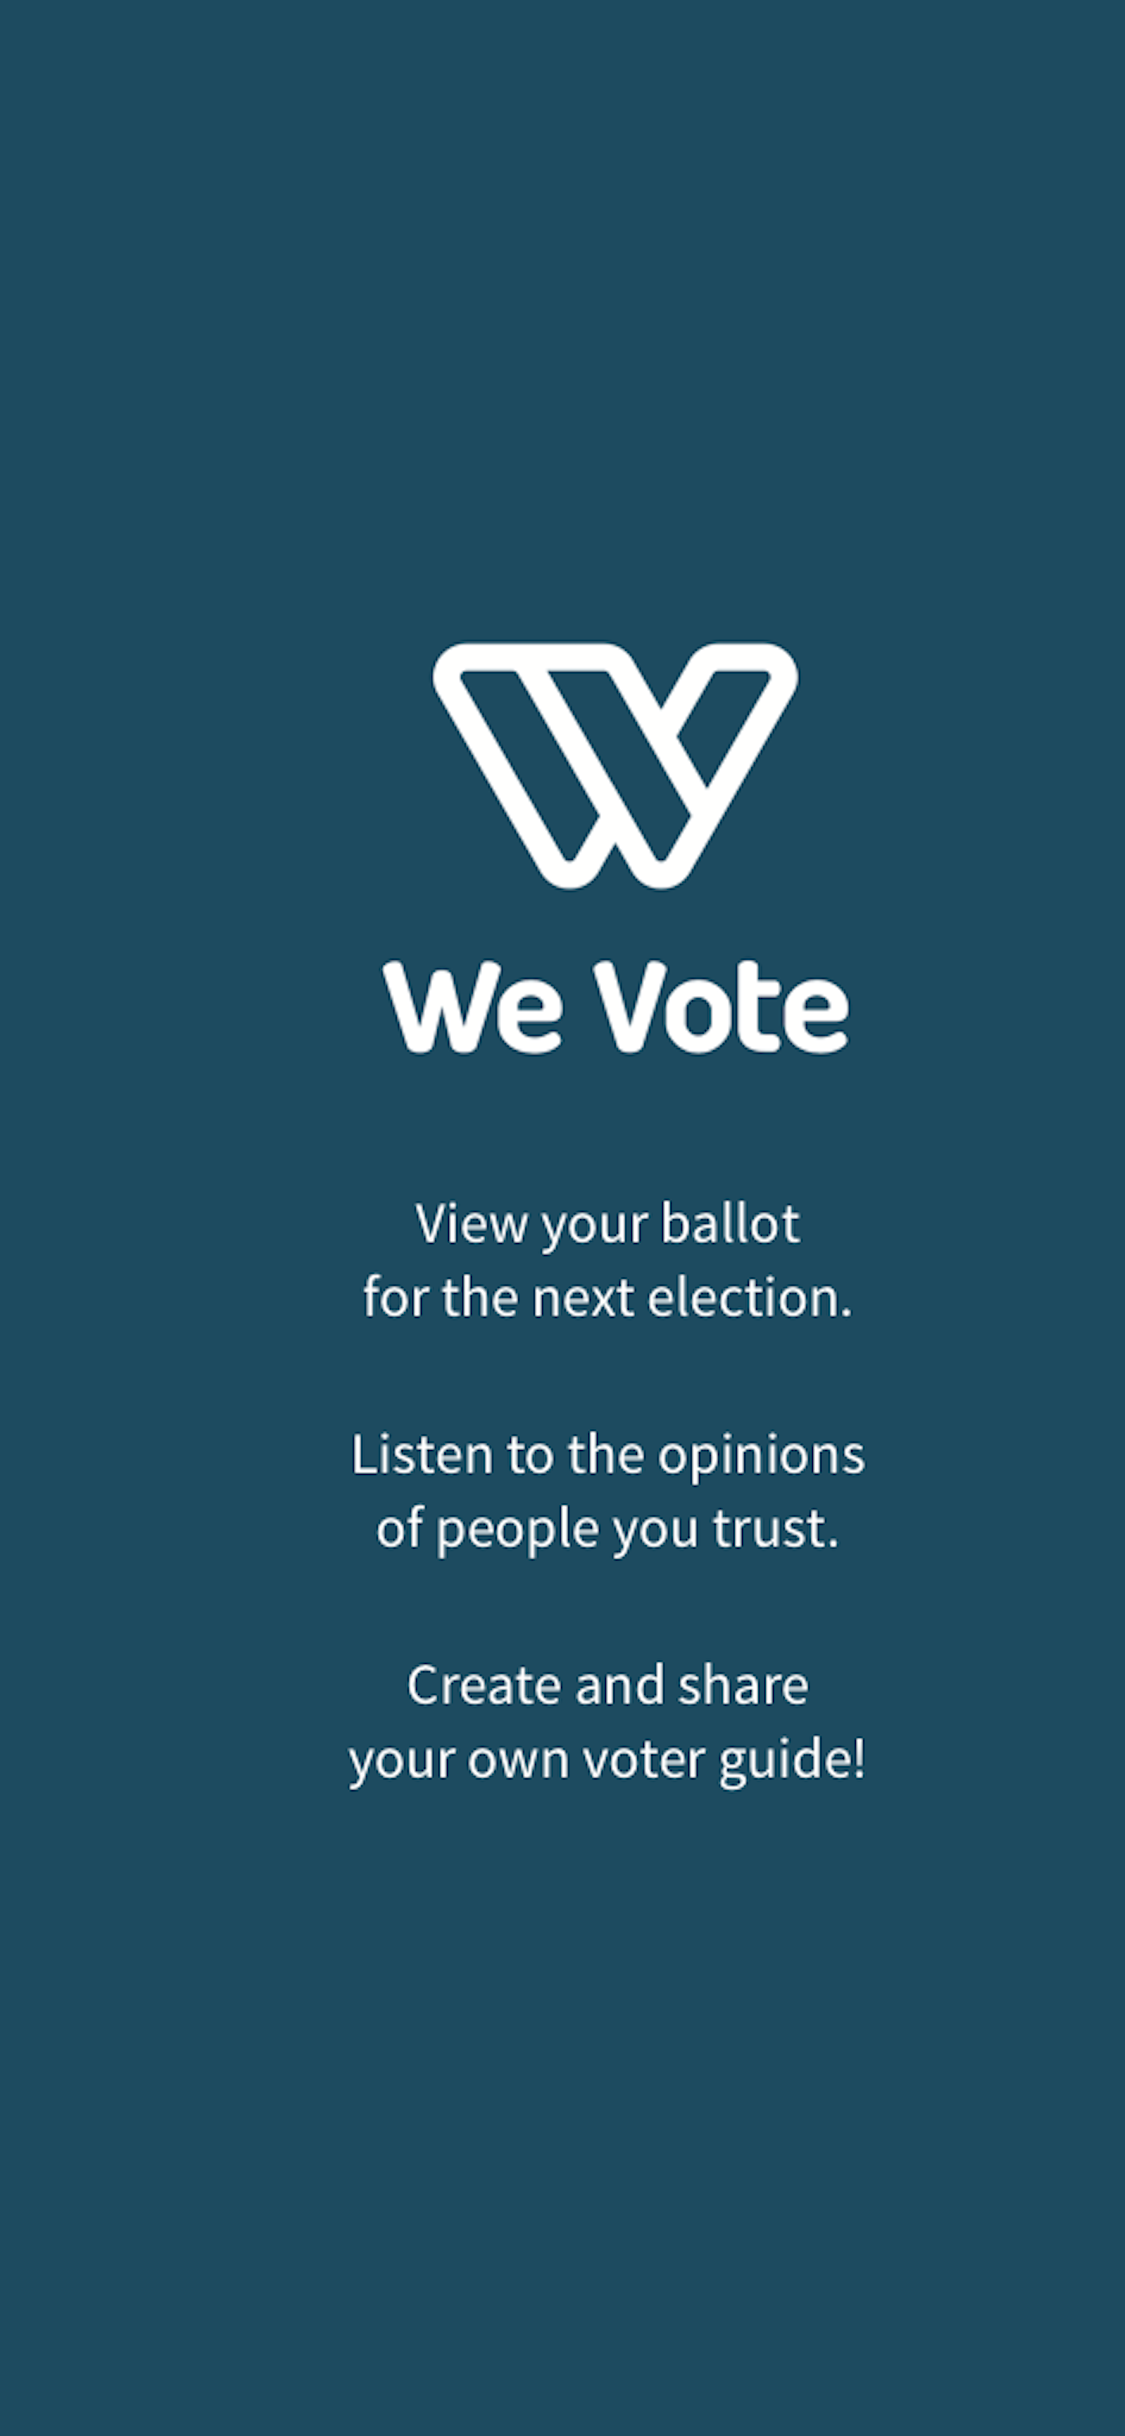 We Vote
View your ballot
for the next election.
Listen to the opinions
of people you trust.
Create and share
your own voter guide!